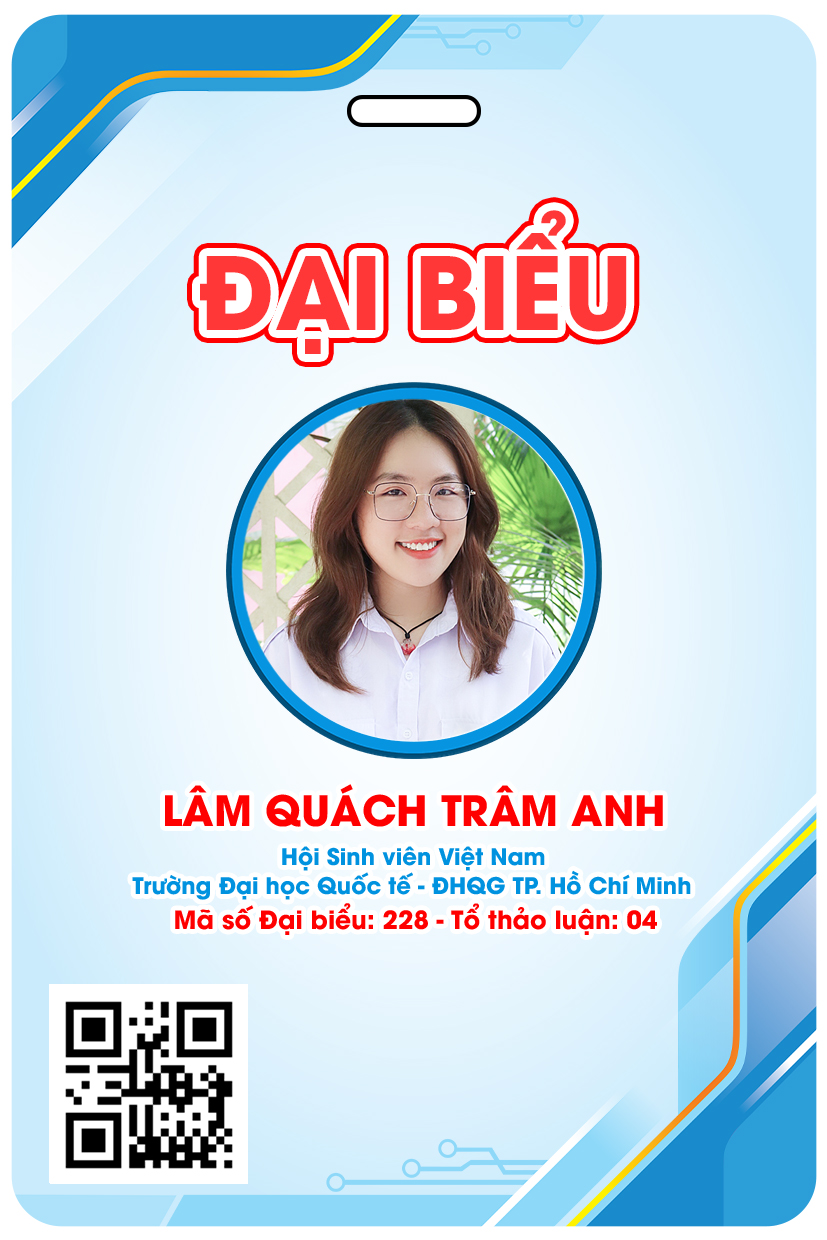 ĐẠI BIỂU
LÂM QUÁCH TRÂM ANH
Hội Sinh viên Việt Nam
Trường Đại học Quốc tế - ĐHQG TP. Hồ Chí Minh
Mã số Đại biểu: 228 - Tổ thảo luận: 04